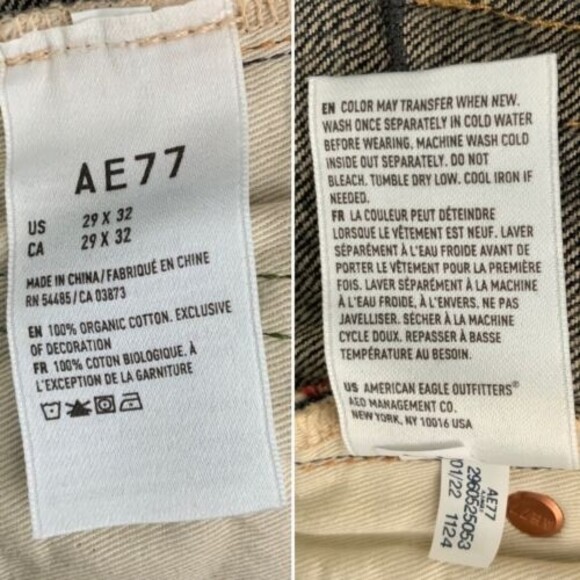 AE77
US 29 X 32
CA 29 X 32
MADE IN CHINA/FABRIQUÉ EN CHINE
RN 54485/CA 03873
EN 100% ORGANIC COTTON. EXCLUSIVE
OF DECORATION
FR 100% COTON BIOLOGIQUE. À
L'EXCEPTION DE LA GARNITURE
EN COLOR MAY TRANSFER WHEN NEW.
WASH ONCE SEPARATELY IN COLD WATER
BEFORE WEARING. MACHINE WASH COLD
INSIDE OUT SEPARATELY. DO NOT
BLEACH. TUMBLE DRY LOW. COOL IRON IF
NEEDED.
FR LA COULEUR PEUT DÉTEINDRE
LORSQUE LE VÊTEMENT EST NEUF. LAVER
SÉPARÉMENT À L'EAU FROIDE AVANT DE
PORTER LE VÊTEMENT POUR LA PREMIÈRE
FOIS. LAVER SÉPARÉMENT À LA MACHINE
À L'EAU FROIDE, À L'ENVERS. NE PAS
JAVELLISER. SÉCHER À LA MACHINE
CYCLE DOUX. REPASSER À BASSE
TEMPÉRATURE AU BESOIN.
US AMERICAN EAGLE OUTFITTERS®
AEO MANAGEMENT CO.
NEW YORK, NY 10016 USA
AE77
2960525053
01/22 1124
AE77